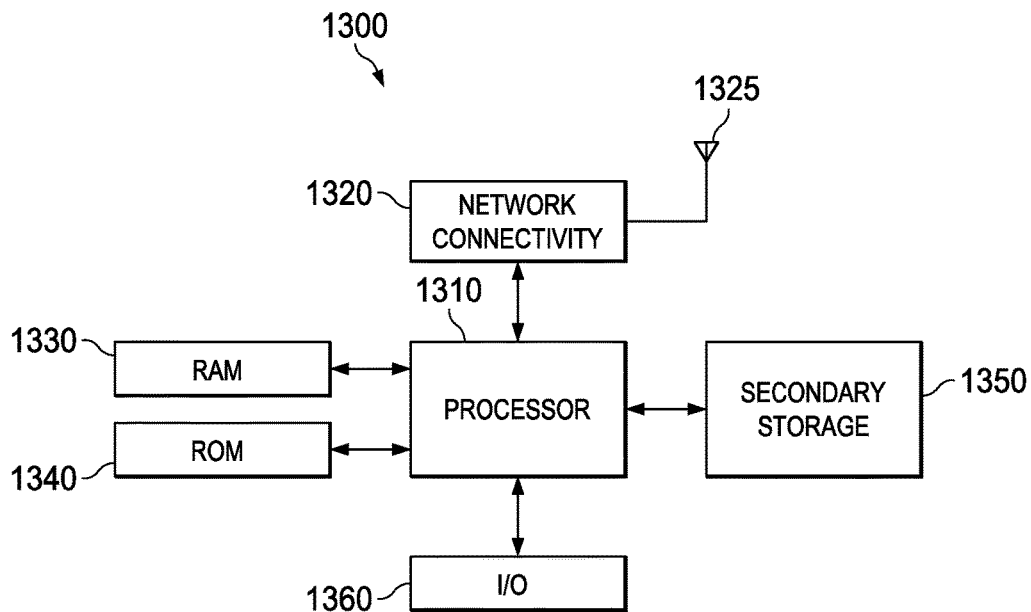 1300
1325
1320
NETWORK
CONNECTIVITY
1310
1330
RAM
PROCESSOR
SECONDARY
STORAGE
1350
ROM
1340
I/O
1360